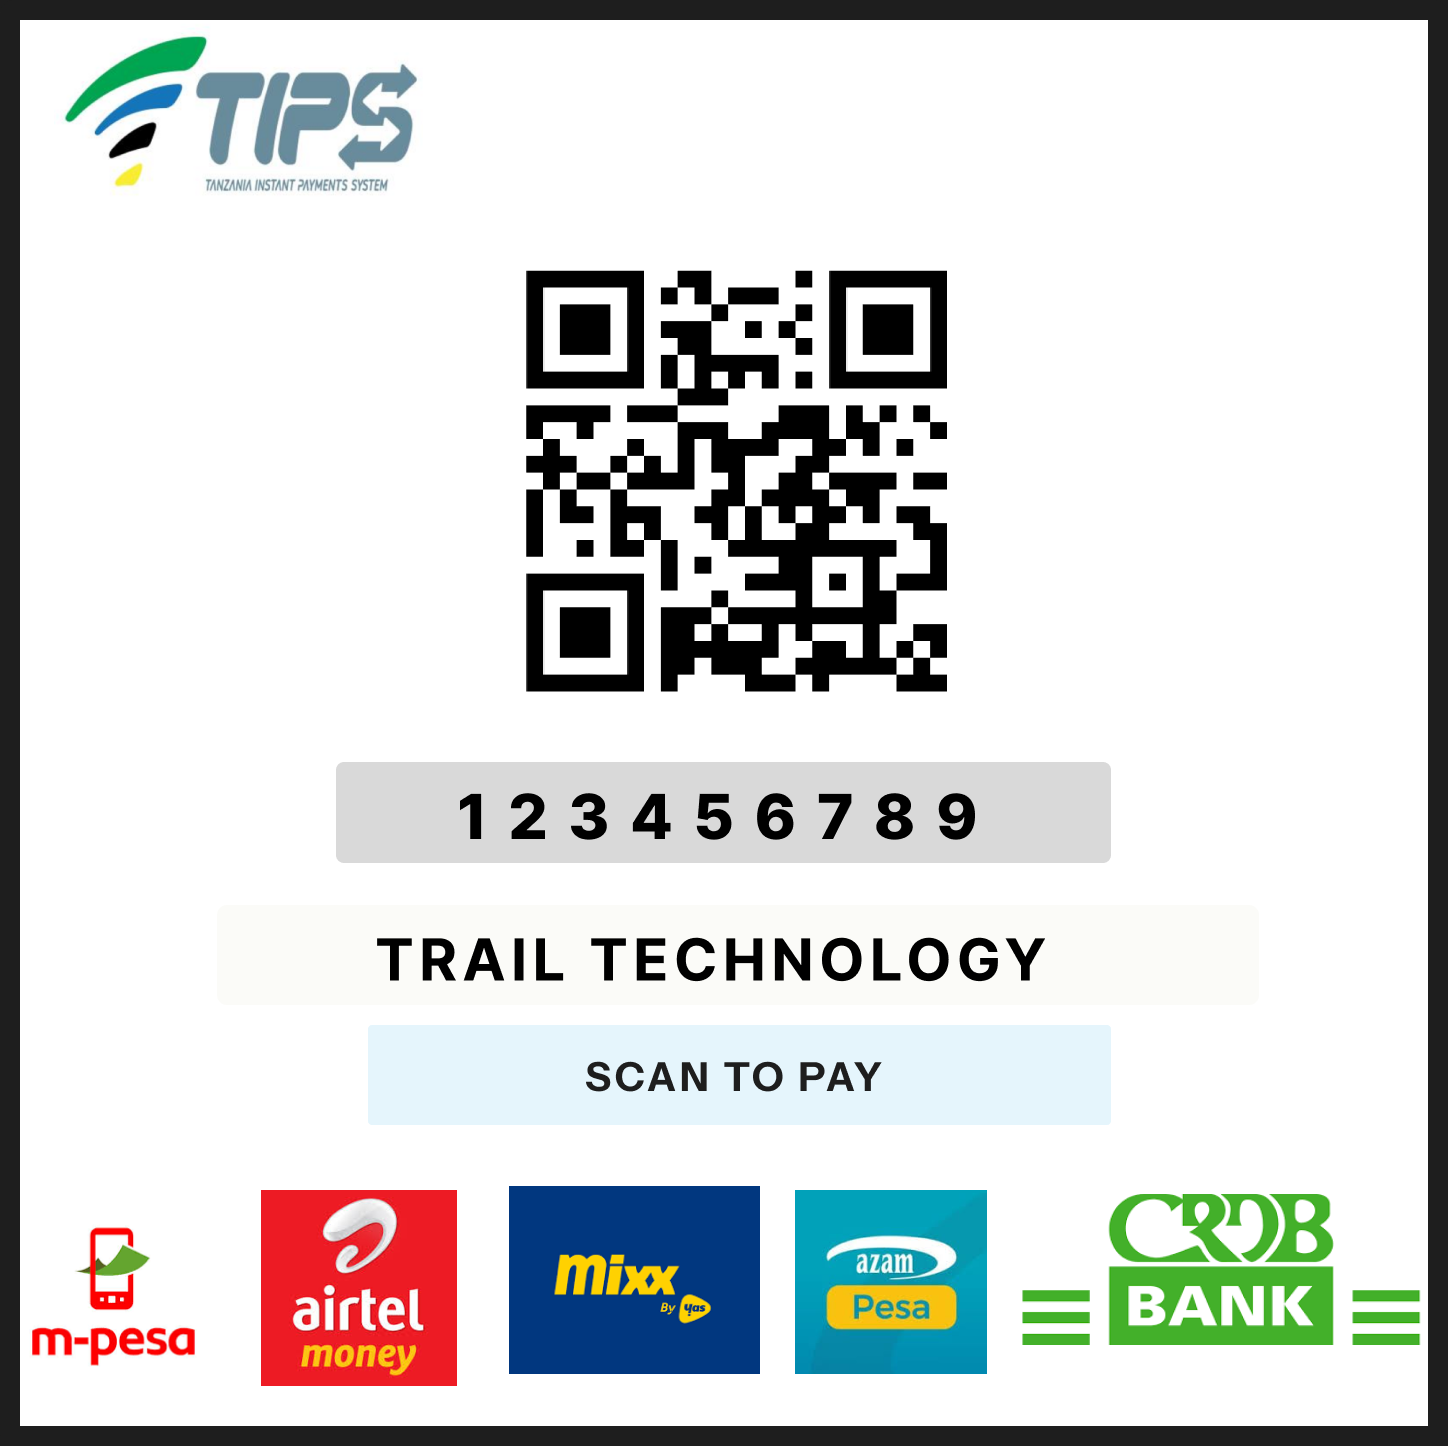 TIPS
TANZANIA INSTANT PAYMENTS SYSTEM
1 2 3 4 5 6 7 8 9
TRAIL TECHNOLOGY
SCAN TO PAY
m-pesa
airtel
money
mixx
By yas
azam
Pesa
CRDB
BANK